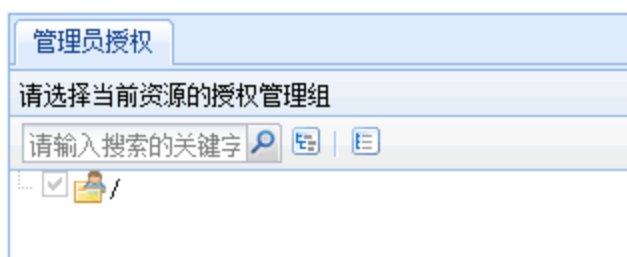 管理员授权
请选择当前资源的授权管理组
请输入搜索的关键字
/